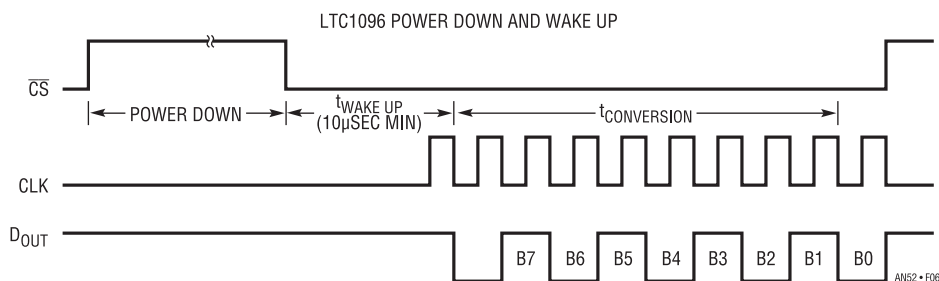 LTC1096 POWER DOWN AND WAKE UP
CS
POWER DOWN
tWAKE UP
(10µSEC MIN)
tCONVERSION
CLK
DOUT
B7 B6 B5 B4 B3 B2 B1 B0
AN52 • F06